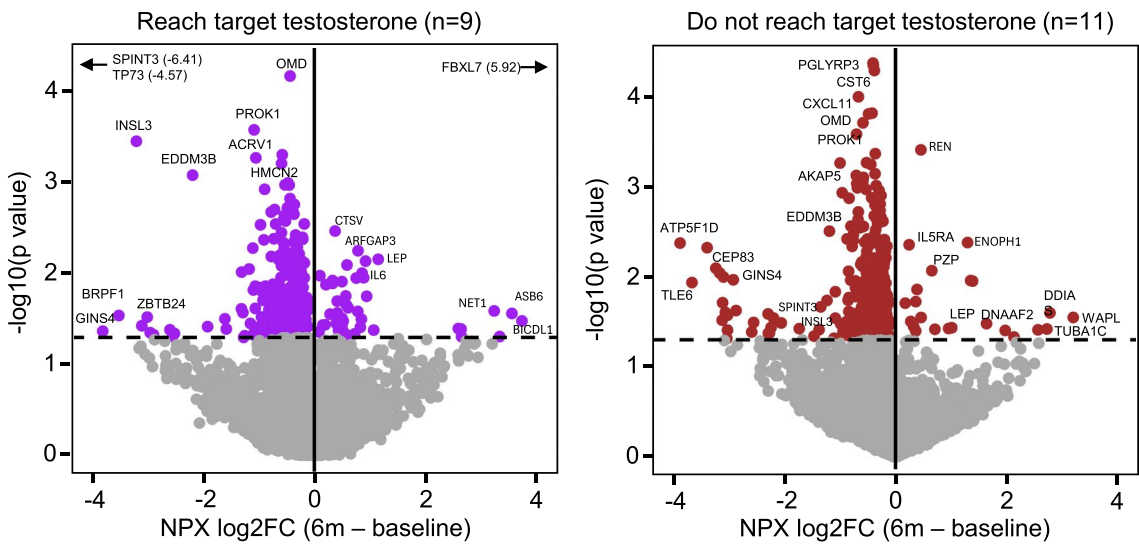 Reach target testosterone (n=9)
SPINT3 (-6.41)
TP73 (-4.57)
FBXL7 (5.92)
OMD
PROK1
INSL3
ACRV1
EDDM3B
HMCN2
CTSV
ARFGAP3
LEP
IL6
BRPF1
ZBTB24
GINS4
NET1
ASB6
BICDL1
4
3
2
1
0
-log10(p value)
-4
-2
0
2
4
NPX log2FC (6m – baseline)
Do not reach target testosterone (n=11)
PGLYRP3
CST6
CXCL11
OMD
PROK1
REN
AKAP5
EDDM3B
ATP5F1D
IL5RA
ENOPH1
CEP83
PZP
GINS4
TLE6
SPINT3
INSL3
LEP
DNAAF2
DDIA
S
WAPL
TUBA1C
4
3
2
1
0
-log10(p value)
-4
-2
0
2
4
NPX log2FC (6m – baseline)